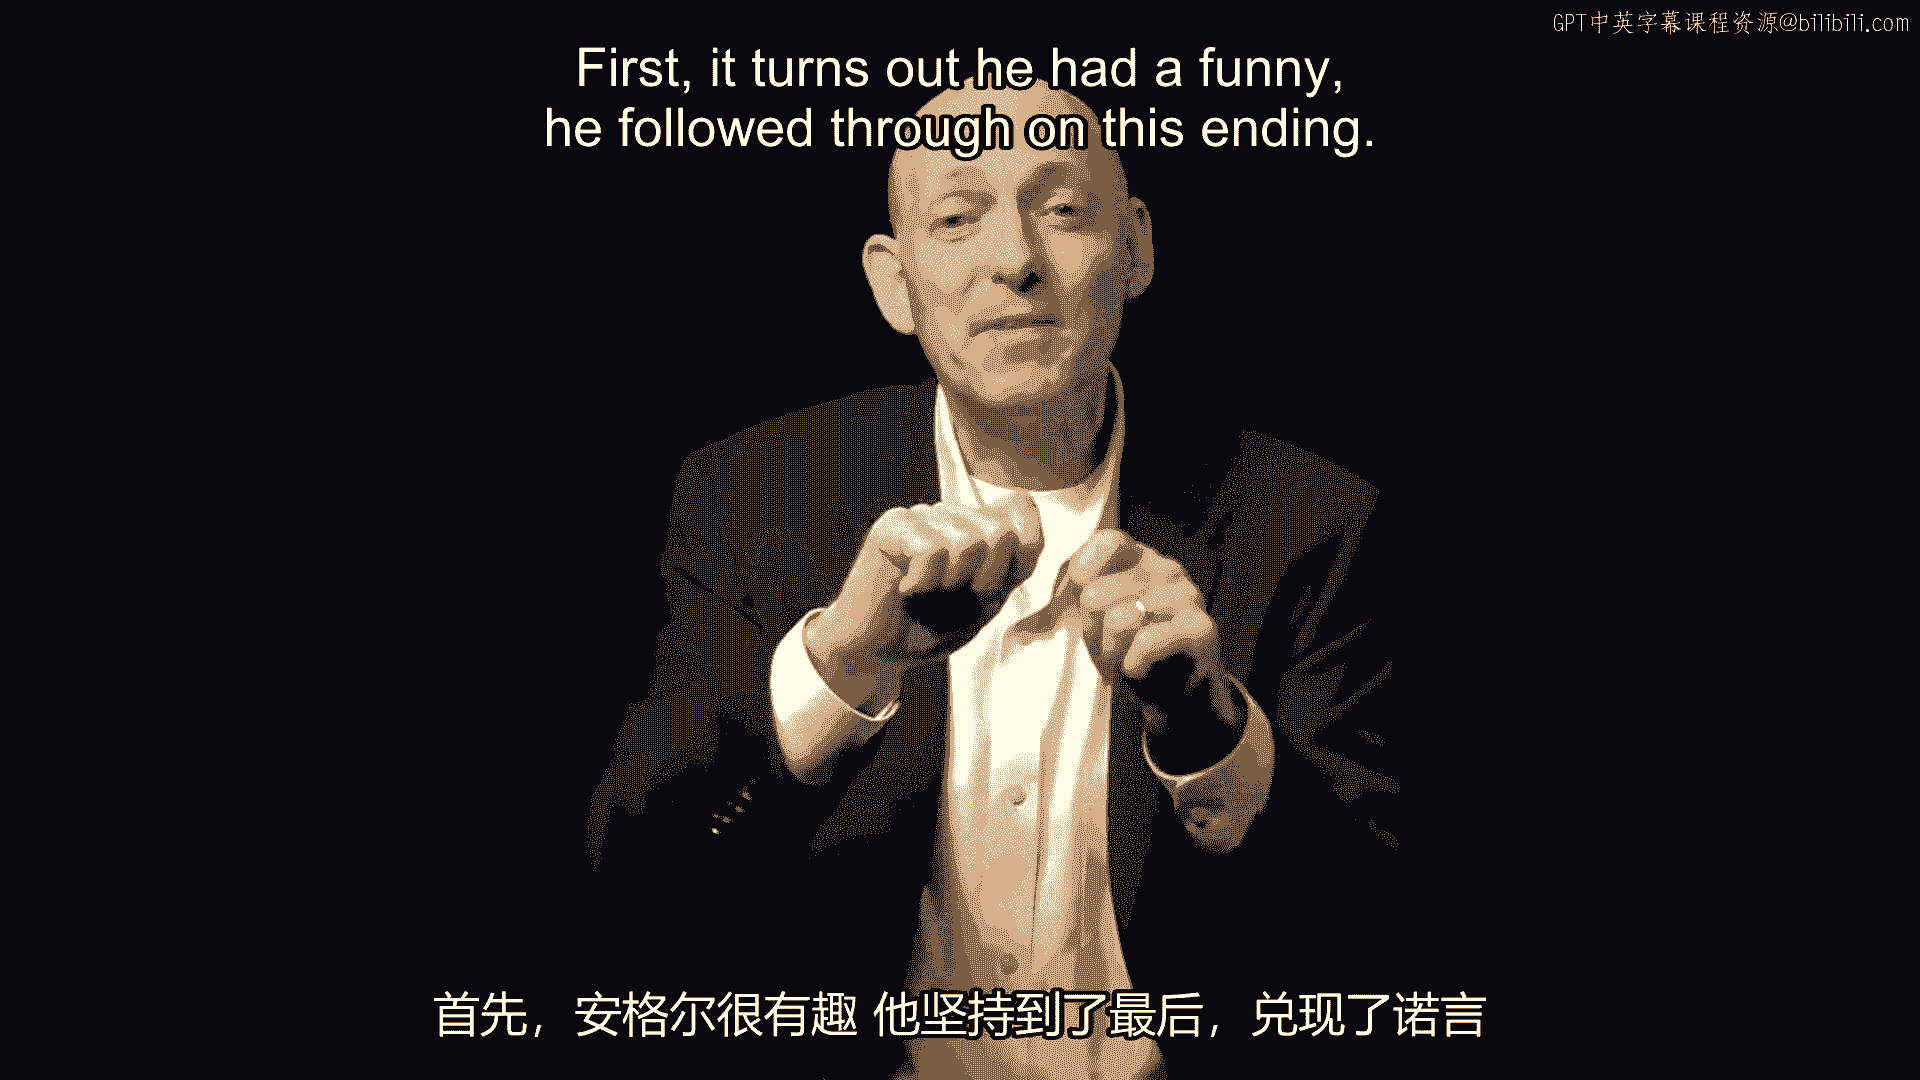 GPT中英字幕课程资源@bilibili.com
First, it turns out he had a funny,
he followed through on this ending.
首先，安格尔很有趣 他坚持到了最后，兑现了诺言